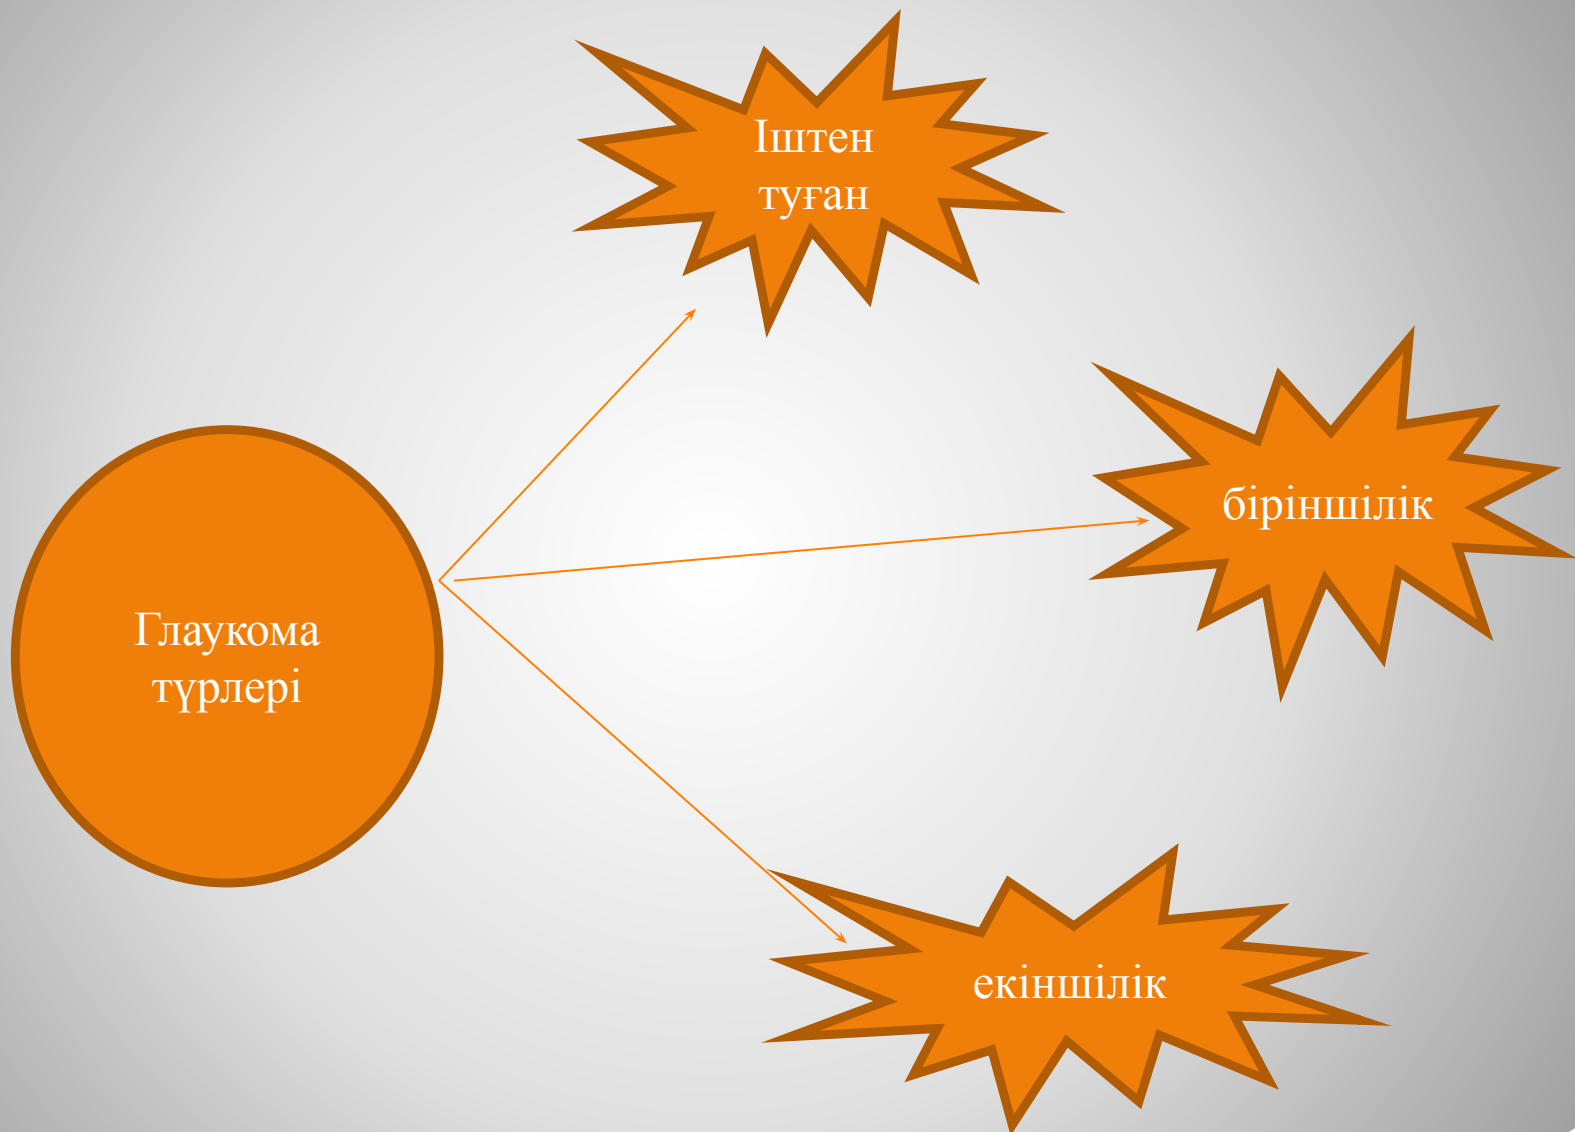 Іштен
туған
біріншілік
Глаукома
түрлері
екіншілік